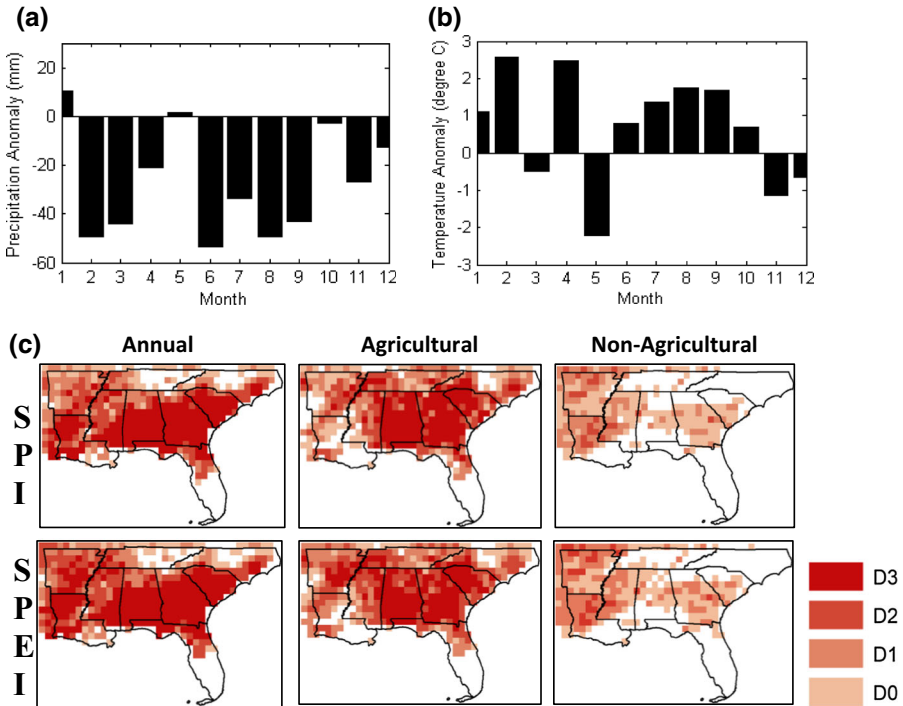 (a)
Precipitation Anomaly (mm)
20
0
-20
-40
-60
1 2 3 4 5 6 7 8 9 10 11 12
Month
(b)
Temperature Anomaly (degree C)
3
2
1
0
-1
-2
-3
1 2 3 4 5 6 7 8 9 10 11 12
Month
(c)
Annual
Agricultural
Non-Agricultural
S
P
I
S
P
E
I
D3
D2
D1
D0